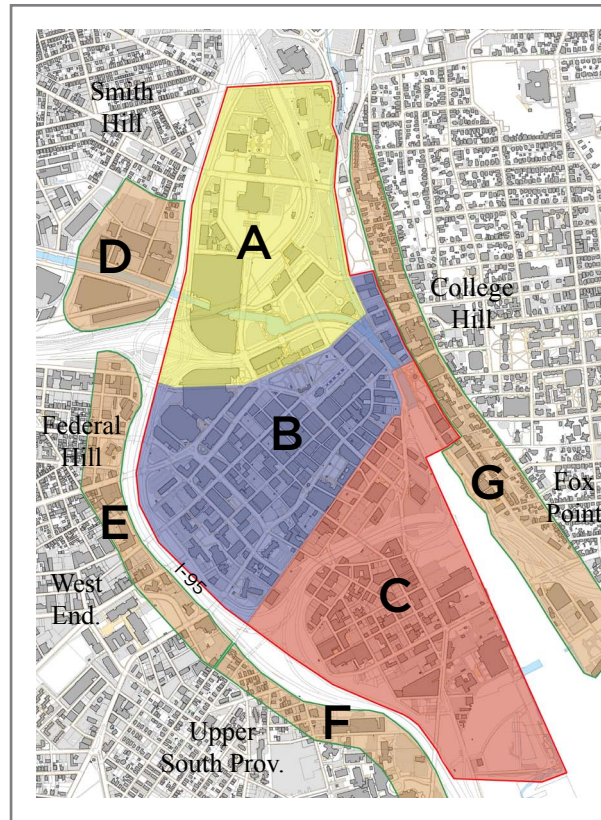 Smith
Hill
A
D
College
Hill
B
Federal
Hill
G
Fox
Point
E
I-95
West
End.
C
F
Upper
South Prov.